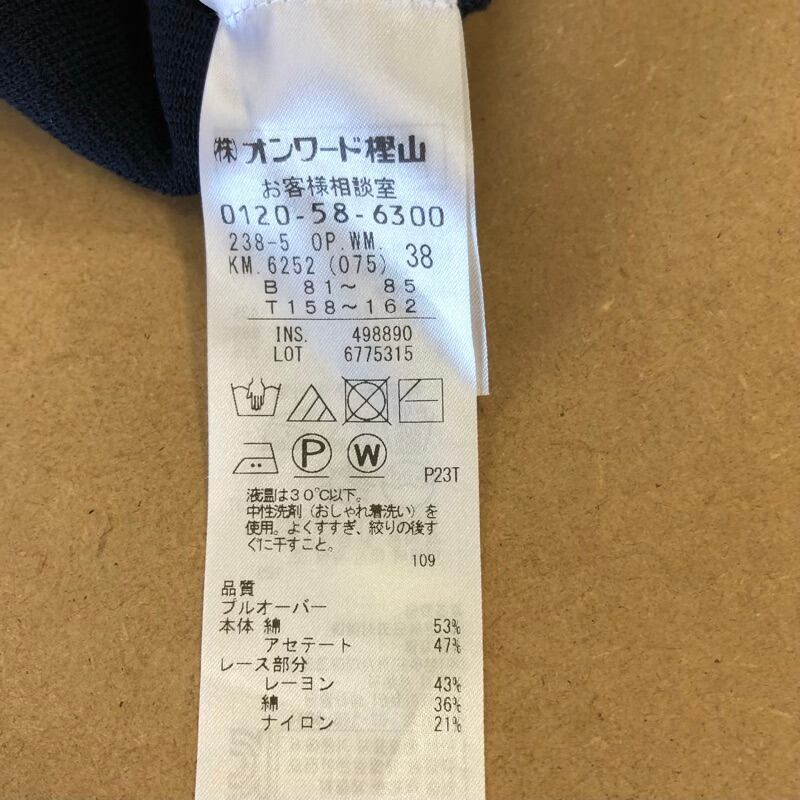 (株)オンワード樫山
お客様相談室
0120-58-6300
238-5 OP.WM. 38
KM.6252 (075)
B 81〜 85
T158〜162
INS. 498890
LOT 6775315
P W P23T
液温は30℃以下。
中性洗剤（おしゃれ着洗い）を
使用。よくすすぎ、絞りの後す
ぐに干すこと。
109
品質
プルオーバー
本体 綿 53%
アセテート 47%
レース部分
レーヨン 43%
綿 36%
ナイロン 21%